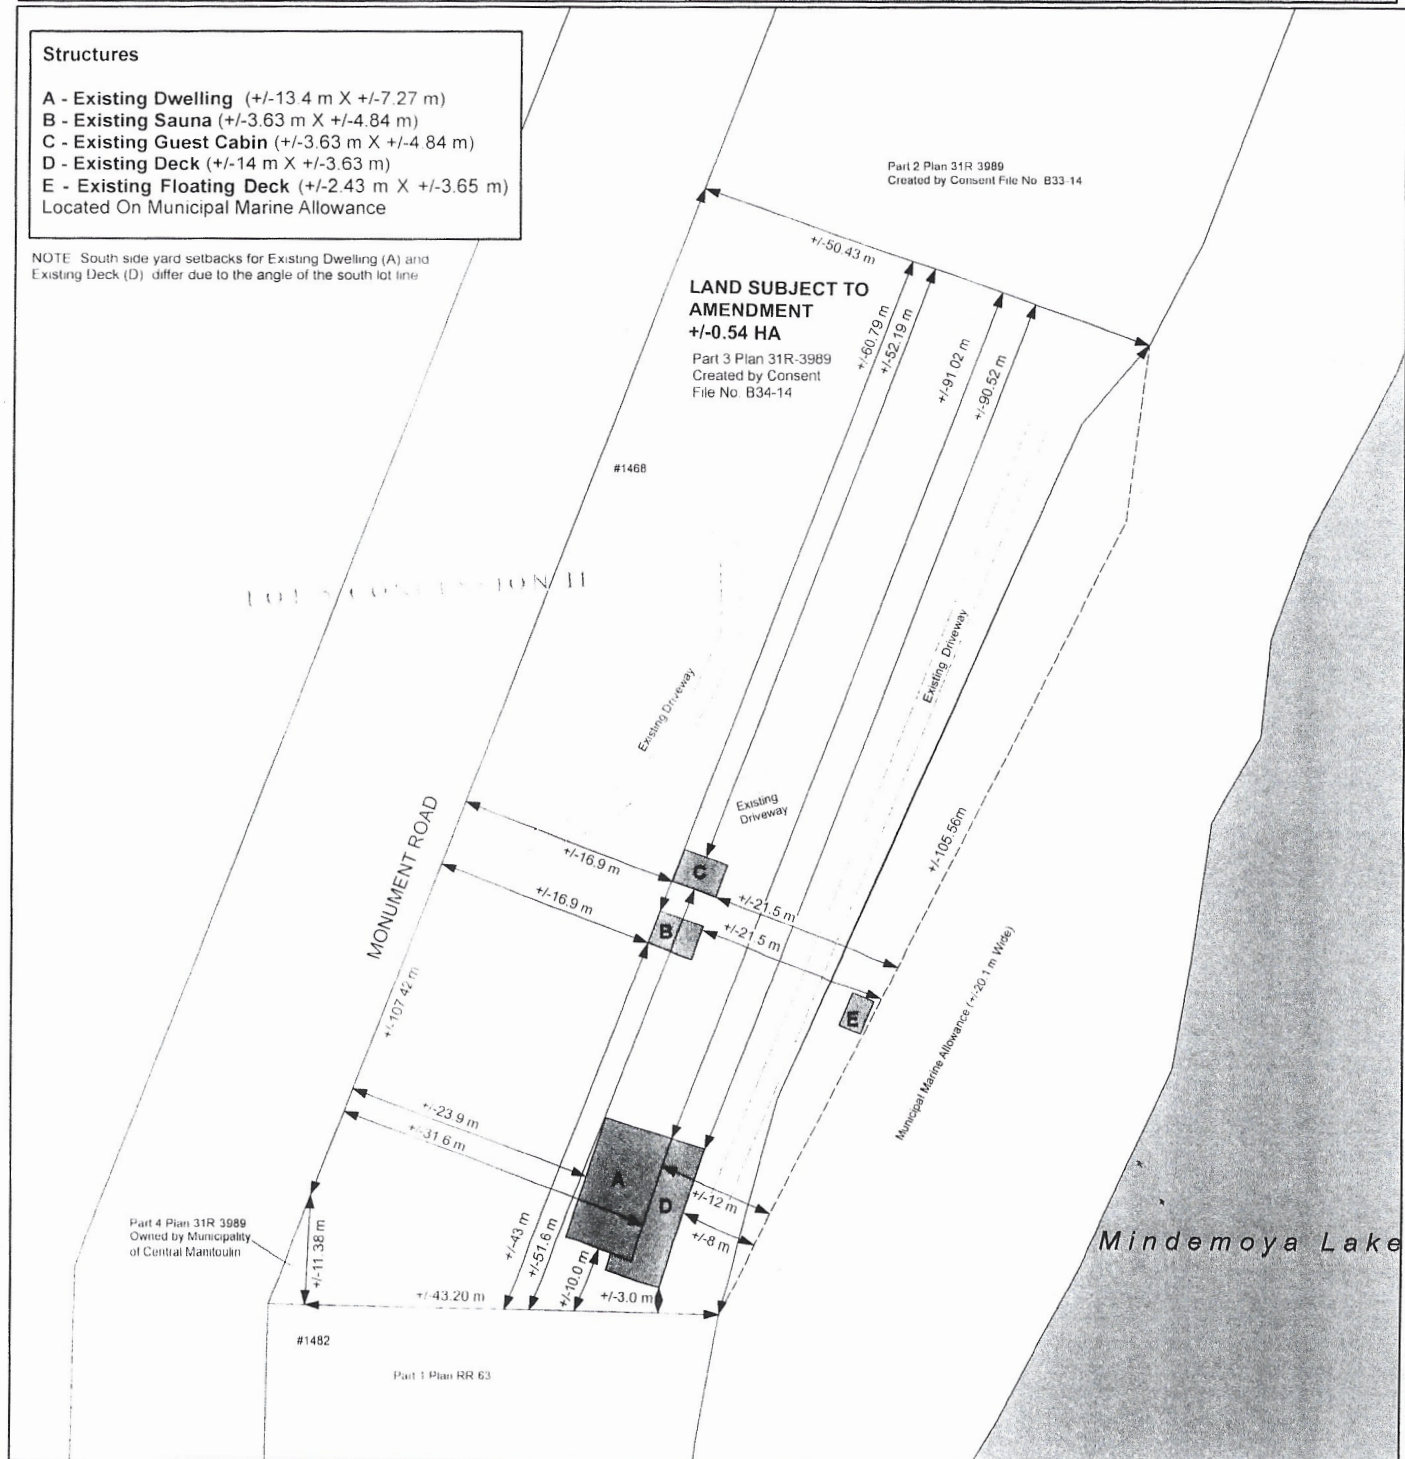 Structures
A - Existing Dwelling (+/-13.4 m X +/-7.27 m)
B - Existing Sauna (+/-3.63 m X +/-4.84 m)
C - Existing Guest Cabin (+/-3.63 m X +/-4.84 m)
D - Existing Deck (+/-14 m X +/-3.63 m)
E - Existing Floating Deck (+/-2.43 m X +/-3.65 m)
Located On Municipal Marine Allowance
NOTE South side yard setbacks for Existing Dwelling (A) and
Existing Deck (D) differ due to the angle of the south lot line
Part 2 Plan 31R 3989
Created by Consent File No B33-14
+/-50.43 m
LAND SUBJECT TO
AMENDMENT
+/-0.54 HA
Part 3 Plan 31R-3989
Created by Consent
File No. B34-14
+/-60.79 m
+/-52.19 m
+/-91.02 m
+/-90.52 m
#1468
CONCESSION II
Existing Driveway
Existing Driveway
Existing
Driveway
MONUMENT ROAD
+/-105.56m
+/-16.9 m
C
+/-21.5 m
+/-16.9 m
B
+/-21.5 m
E
Municipal Marine Allowance (+/-20.1 m Wide)
+/-107.42 m
+/-23.9 m
+/-31.6 m
A
D
+/-12 m
+/-8 m
Part 4 Plan 31R 3989
Owned by Municipality
of Central Manitoulin
+/-11.38 m
+/-43 m
+/-51.6 m
+/-10.0 m
+/-3.0 m
+/-43.20 m
Mindemoya Lake
#1482
Part 1 Plan RR 63